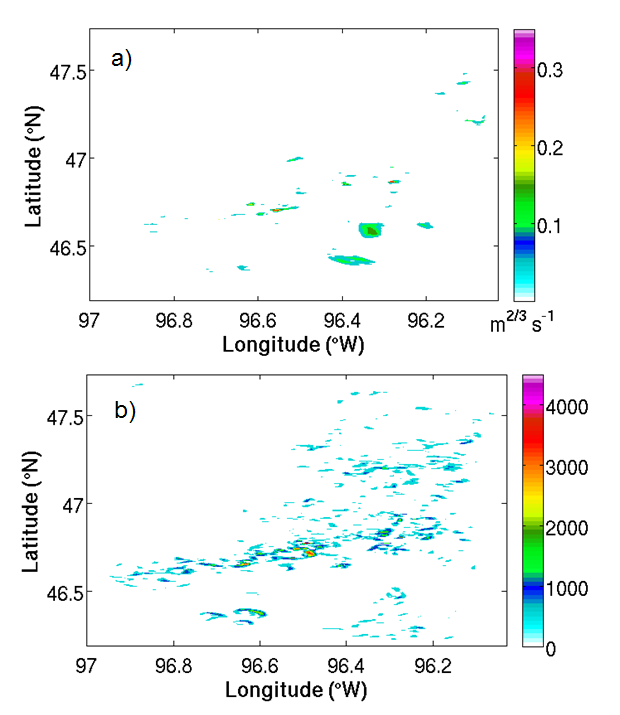 a)
47.5
47
46.5
Latitude (°N)
97 96.8 96.6 96.4 96.2
Longitude (°W)
0.3
0.2
0.1
m2/3 s-1
b)
47.5
47
46.5
Latitude (°N)
97 96.8 96.6 96.4 96.2
Longitude (°W)
4000
3000
2000
1000
0